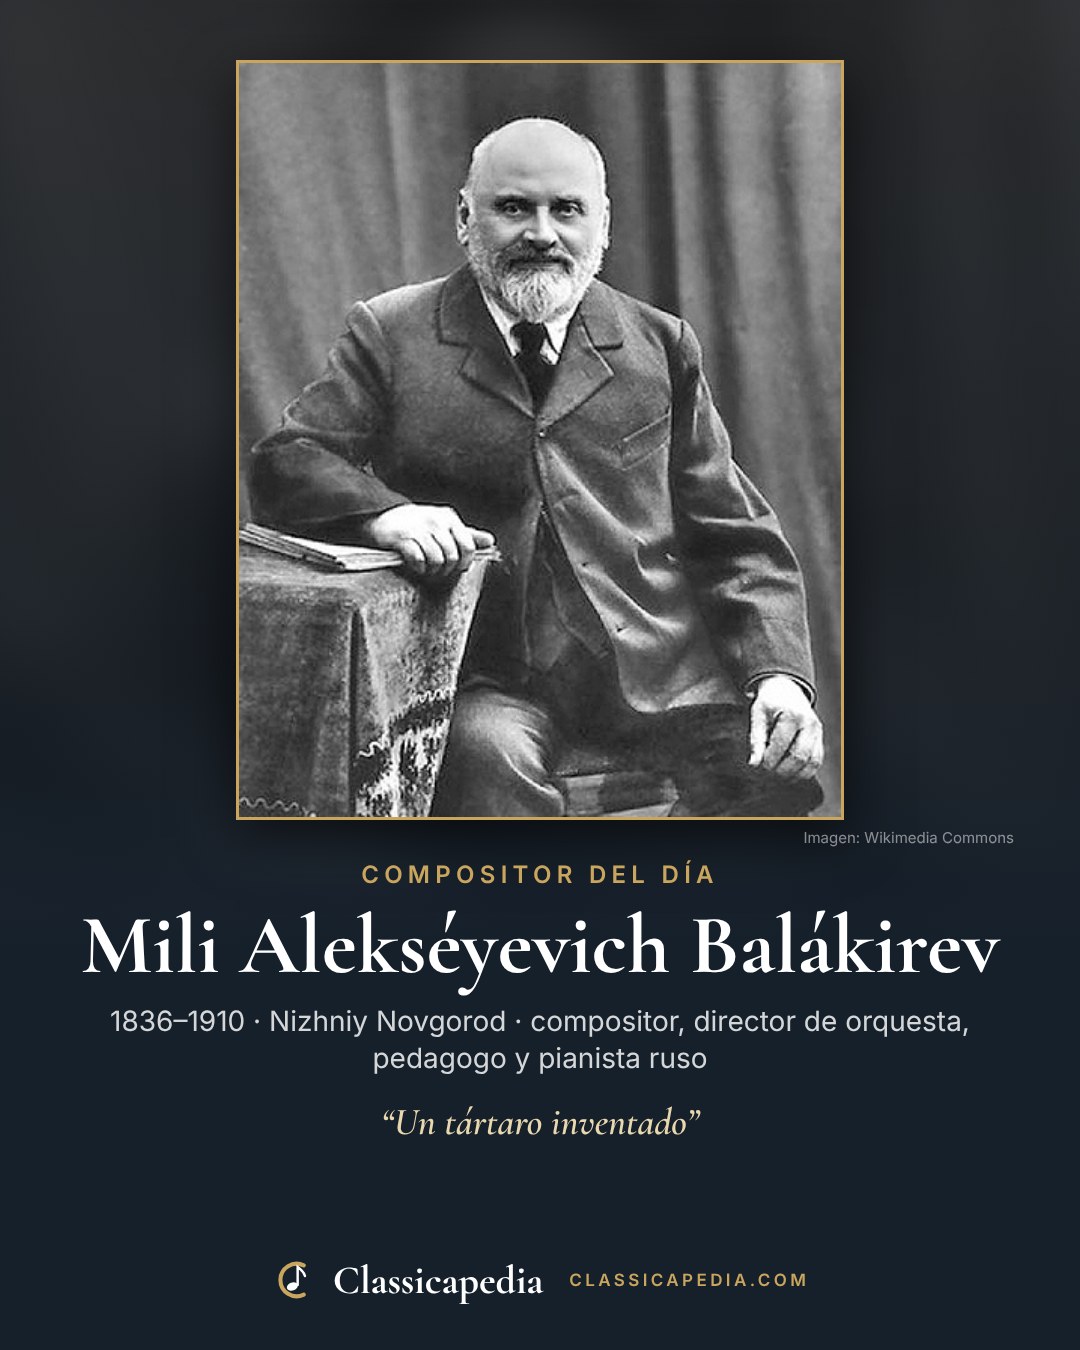 Imagen: Wikimedia Commons
COMPOSITOR DEL DÍA
Mili Alekséyevich Balákirev
1836–1910 · Nizhniy Novgorod · compositor, director de orquesta,
pedagogo y pianista ruso
“Un tártaro inventado”
Classicapedia CLASSICAPEDIA.COM